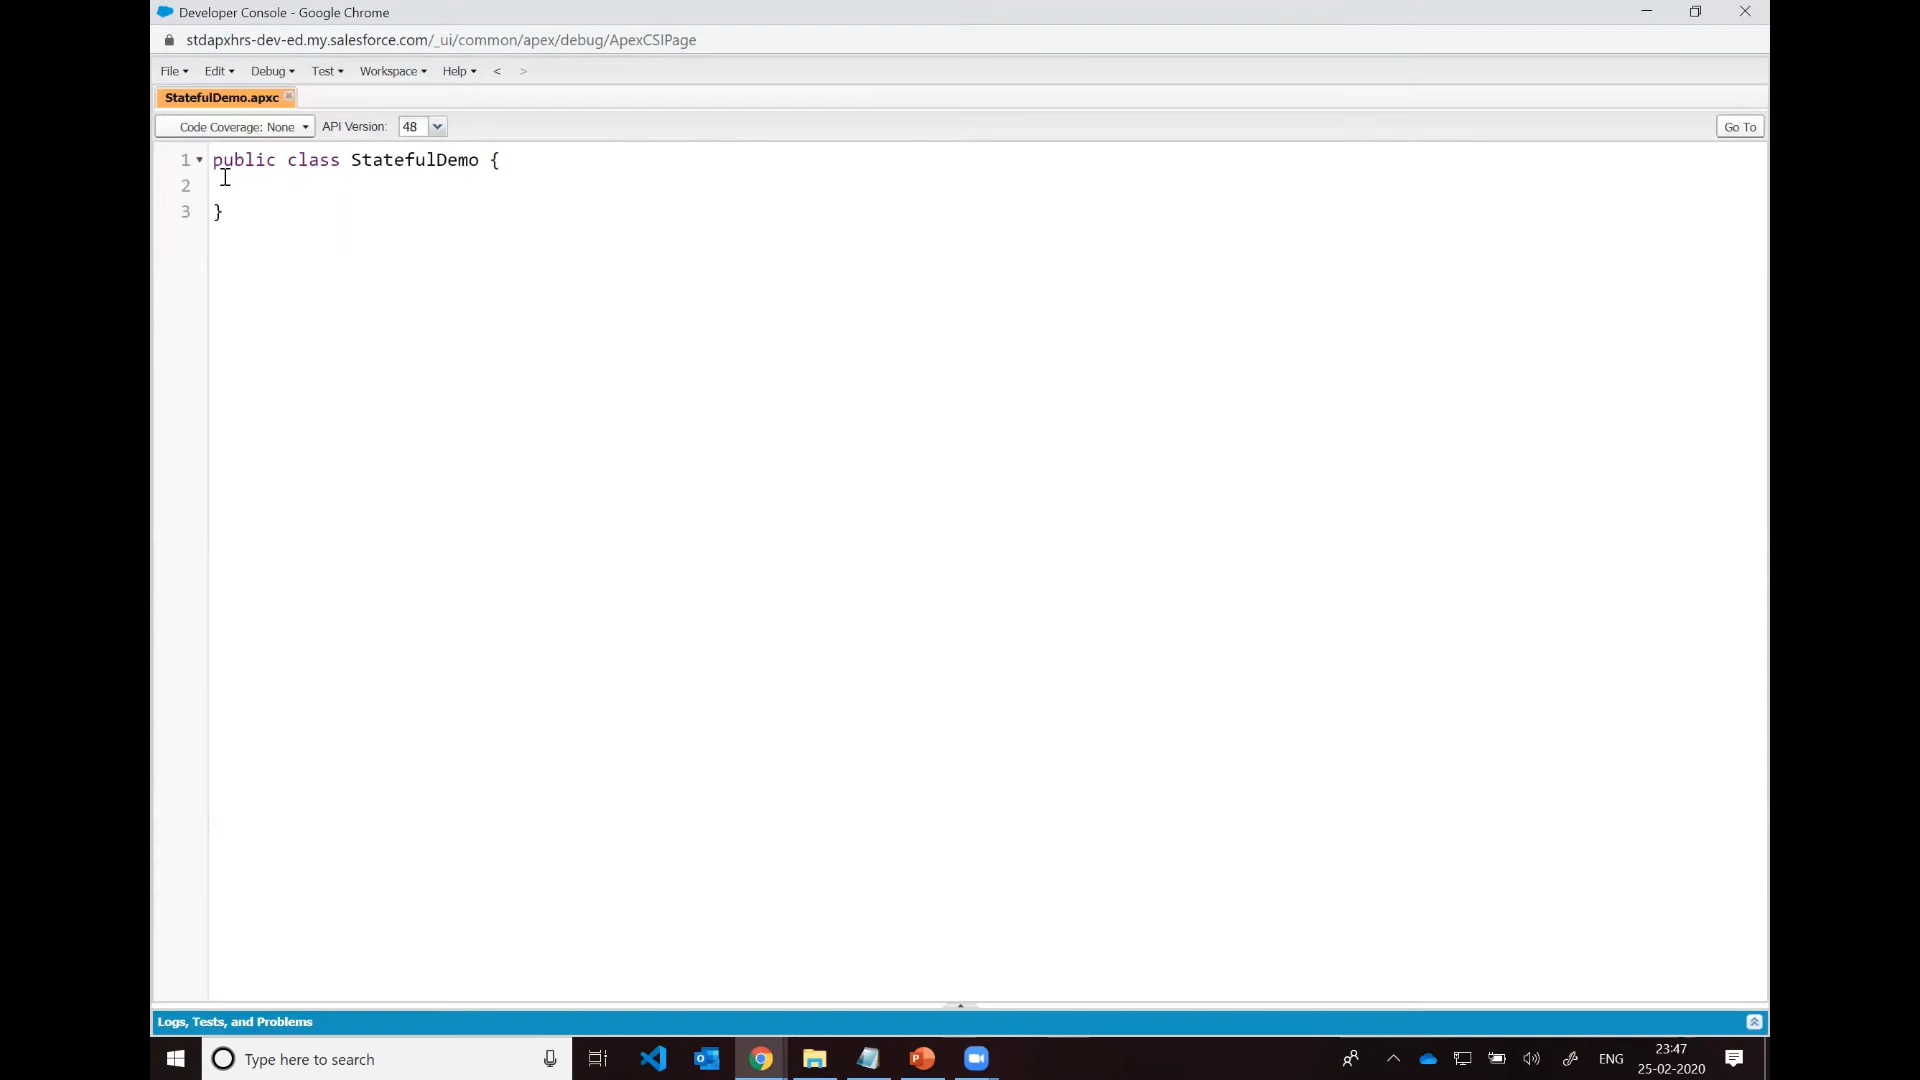 Developer Console - Google Chrome
stdapxhrs-dev-ed.my.salesforce.com/_ui/common/apex/debug/ApexCSIPage
File Edit Debug Test Workspace Help < >
StatefulDemo.apxc
Code Coverage: None API Version: 48 Go To
1 public class StatefulDemo {
2
3 }
Logs, Tests, and Problems
Type here to search
ENG
23:47
25-02-2020